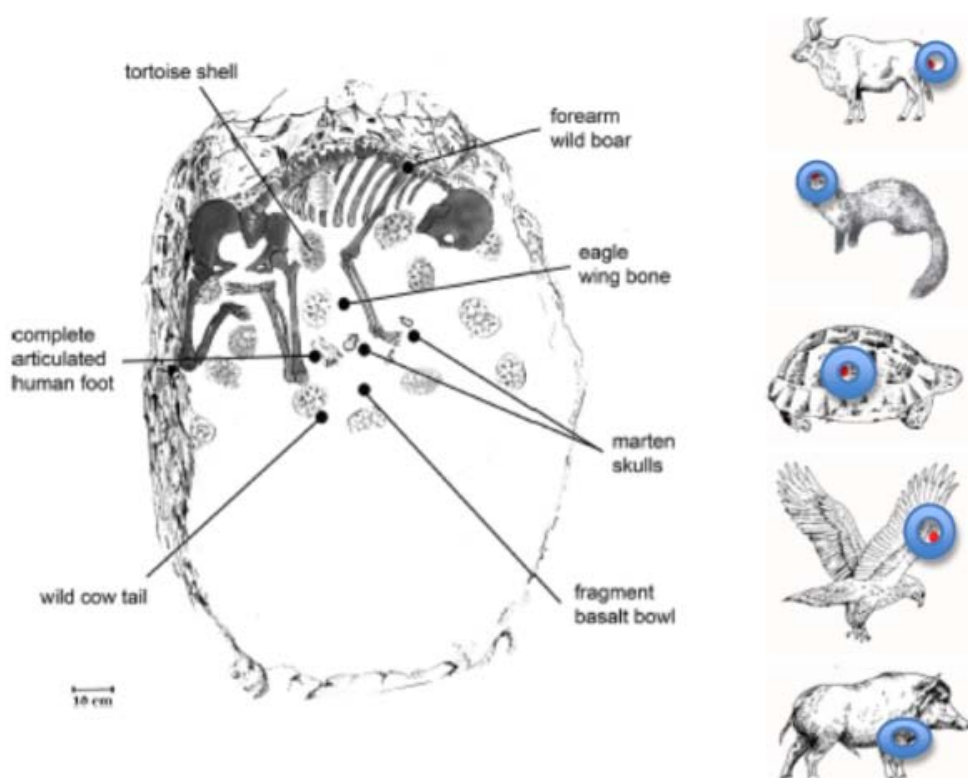 tortoise shell
forearm
wild boar
eagle
wing bone
complete
articulated
human foot
marten
skulls
wild cow tail
fragment
basalt bowl
10 cm